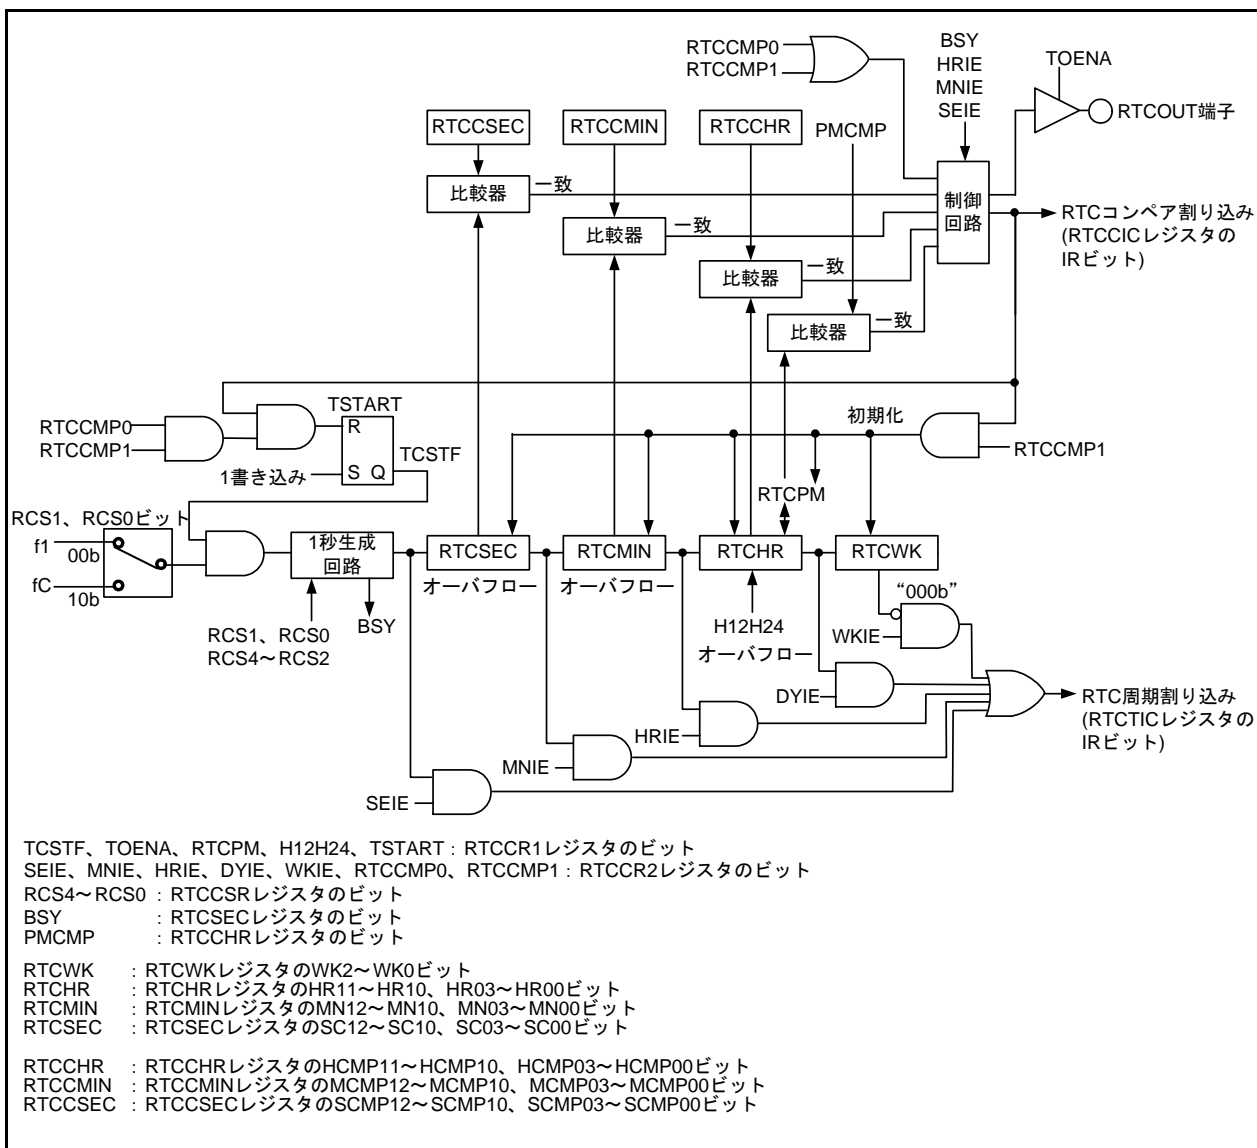 RTCCMP0
RTCCMP1
BSY
HRIE
MNIE
SEIE
TOENA
RTCOUT端子
RTCCSEC
RTCCMIN
RTCCHR
PMCMP
比較器
一致
制御
回路
比較器
一致
RTCコンペア割り込み
(RTCCICレジスタの
IRビット)
比較器
一致
比較器
一致
RTCCMP0
RTCCMP1
TSTART
R
S Q
1書き込み
TCSTF
初期化
RTCCMP1
RTCPM
RCS1、RCS0ビット
f1
00b
fC
10b
1秒生成
回路
RTCSEC
RTCMIN
RTCHR
RTCWK
オーバフロー
オーバフロー
BSY
RCS1、RCS0
RCS4～RCS2
H12H24
オーバフロー
“000b”
WKIE
DYIE
HRIE
MNIE
SEIE
RTC周期割り込み
(RTCTICレジスタの
IRビット)
TCSTF、TOENA、RTCPM、H12H24、TSTART : RTCCR1レジスタのビット
SEIE、MNIE、HRIE、DYIE、WKIE、RTCCMP0、RTCCMP1 : RTCCR2レジスタのビット
RCS4～RCS0 : RTCCSRレジスタのビット
BSY : RTCSECレジスタのビット
PMCMP : RTCCHRレジスタのビット
RTCWK : RTCWKレジスタのWK2～WK0ビット
RTCHR : RTCHRレジスタのHR11～HR10、HR03～HR00ビット
RTCMIN : RTCMINレジスタのMN12～MN10、MN03～MN00ビット
RTCSEC : RTCSECレジスタのSC12～SC10、SC03～SC00ビット
RTCCHR : RTCCHRレジスタのHCMP11～HCMP10、HCMP03～HCMP00ビット
RTCCMIN : RTCCMINレジスタのMCMP12～MCMP10、MCMP03～MCMP00ビット
RTCCSEC : RTCCSECレジスタのSCMP12～SCMP10、SCMP03～SCMP00ビット